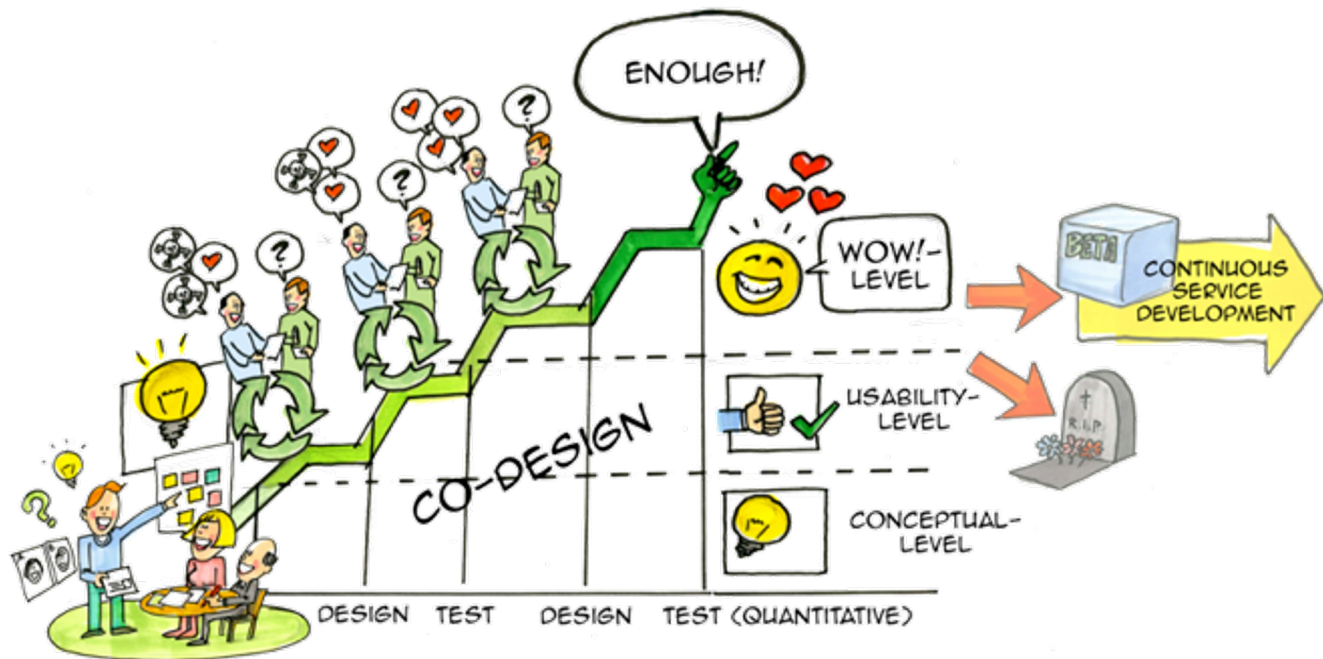 ENOUGH!
?
?
?
WOW!-
LEVEL
BETA
CONTINUOUS
SERVICE
DEVELOPMENT
USABILITY-
LEVEL
R.I.P.
CO-DESIGN
?
CONCEPTUAL-
LEVEL
DESIGN TEST DESIGN TEST (QUANTITATIVE)